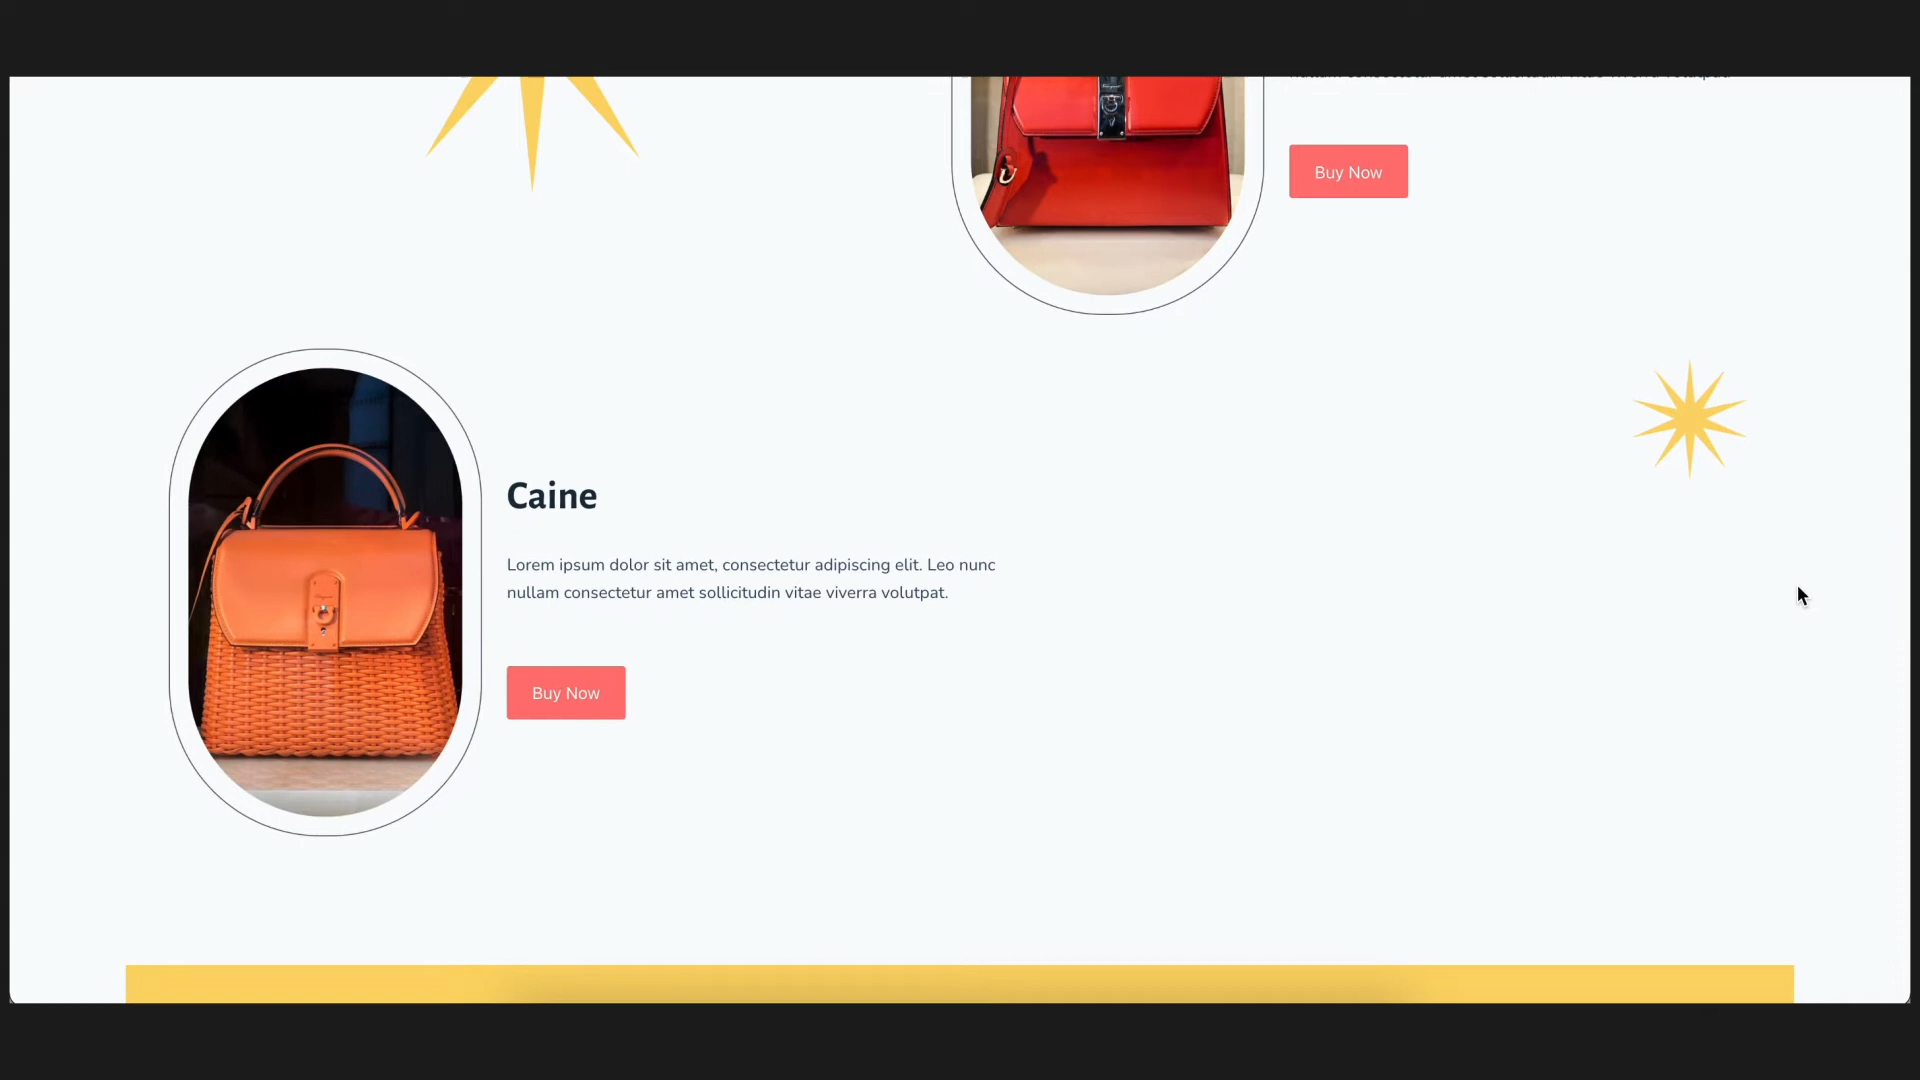 Buy Now
Caine
Lorem ipsum dolor sit amet, consectetur adipiscing elit. Leo nunc
nullam consectetur amet sollicitudin vitae viverra volutpat.
Buy Now